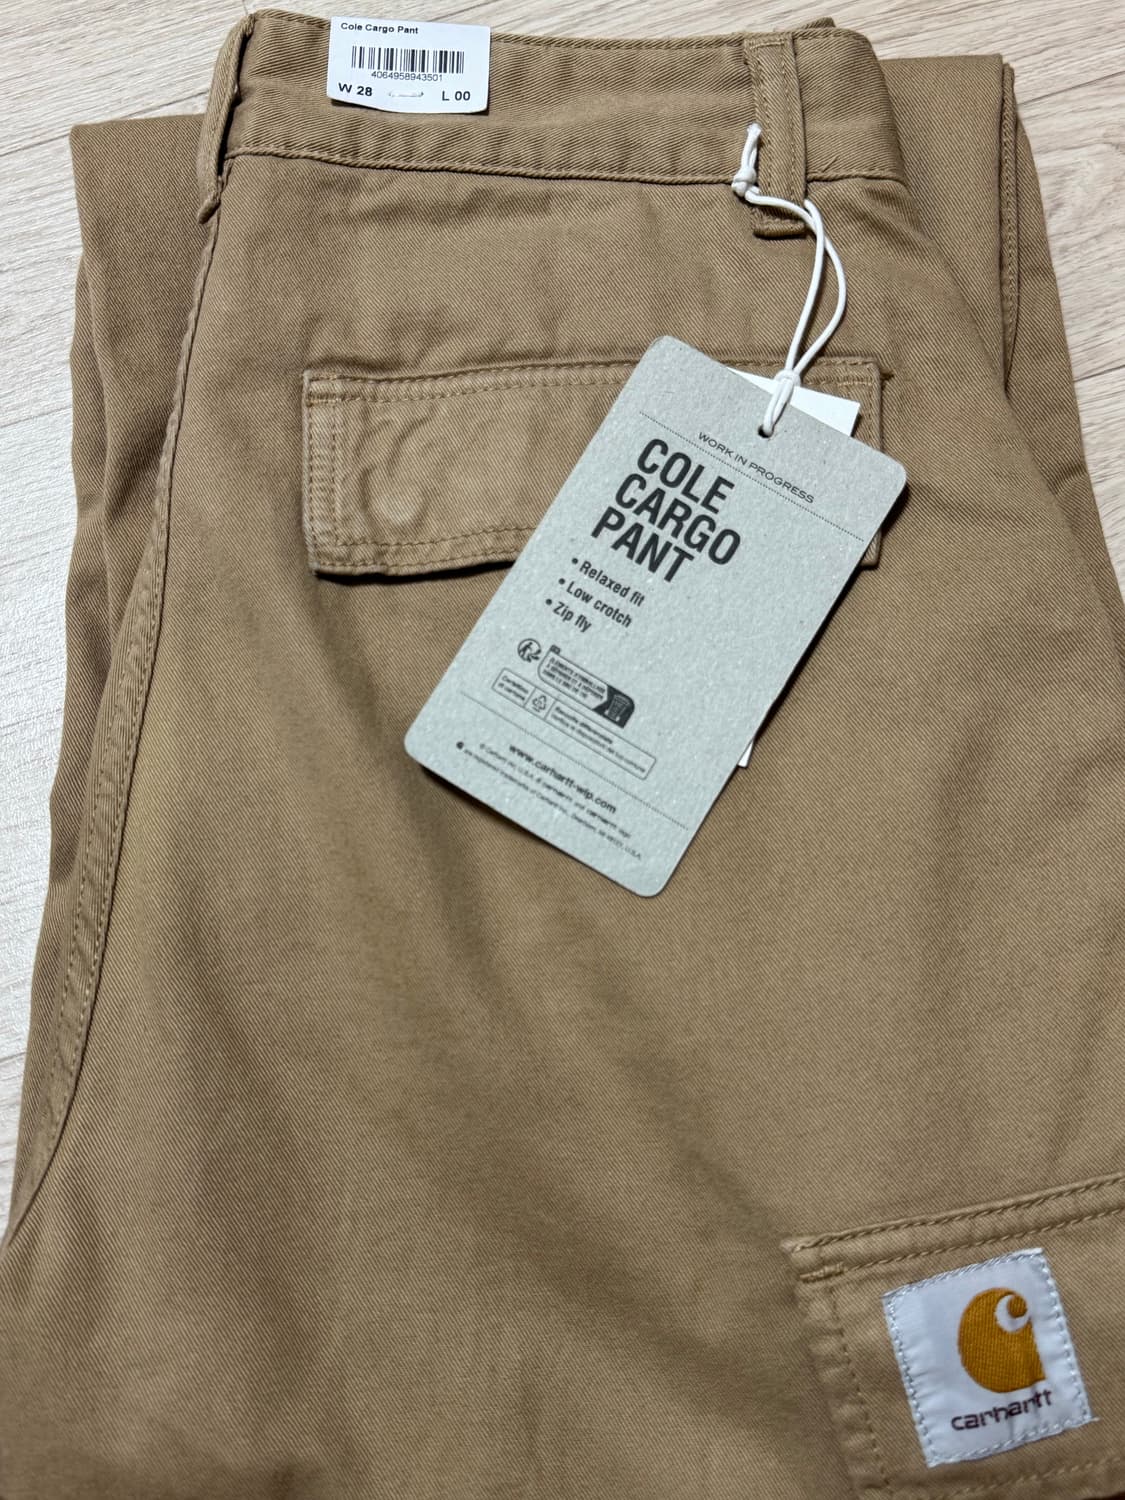 Cole Cargo Pant
4064958943501
W 28 L 00
WORK IN PROGRESS
COLE
CARGO
PANT
• Relaxed fit
• Low crotch
• Zip fly
www.carhartt-wip.com
carhartt